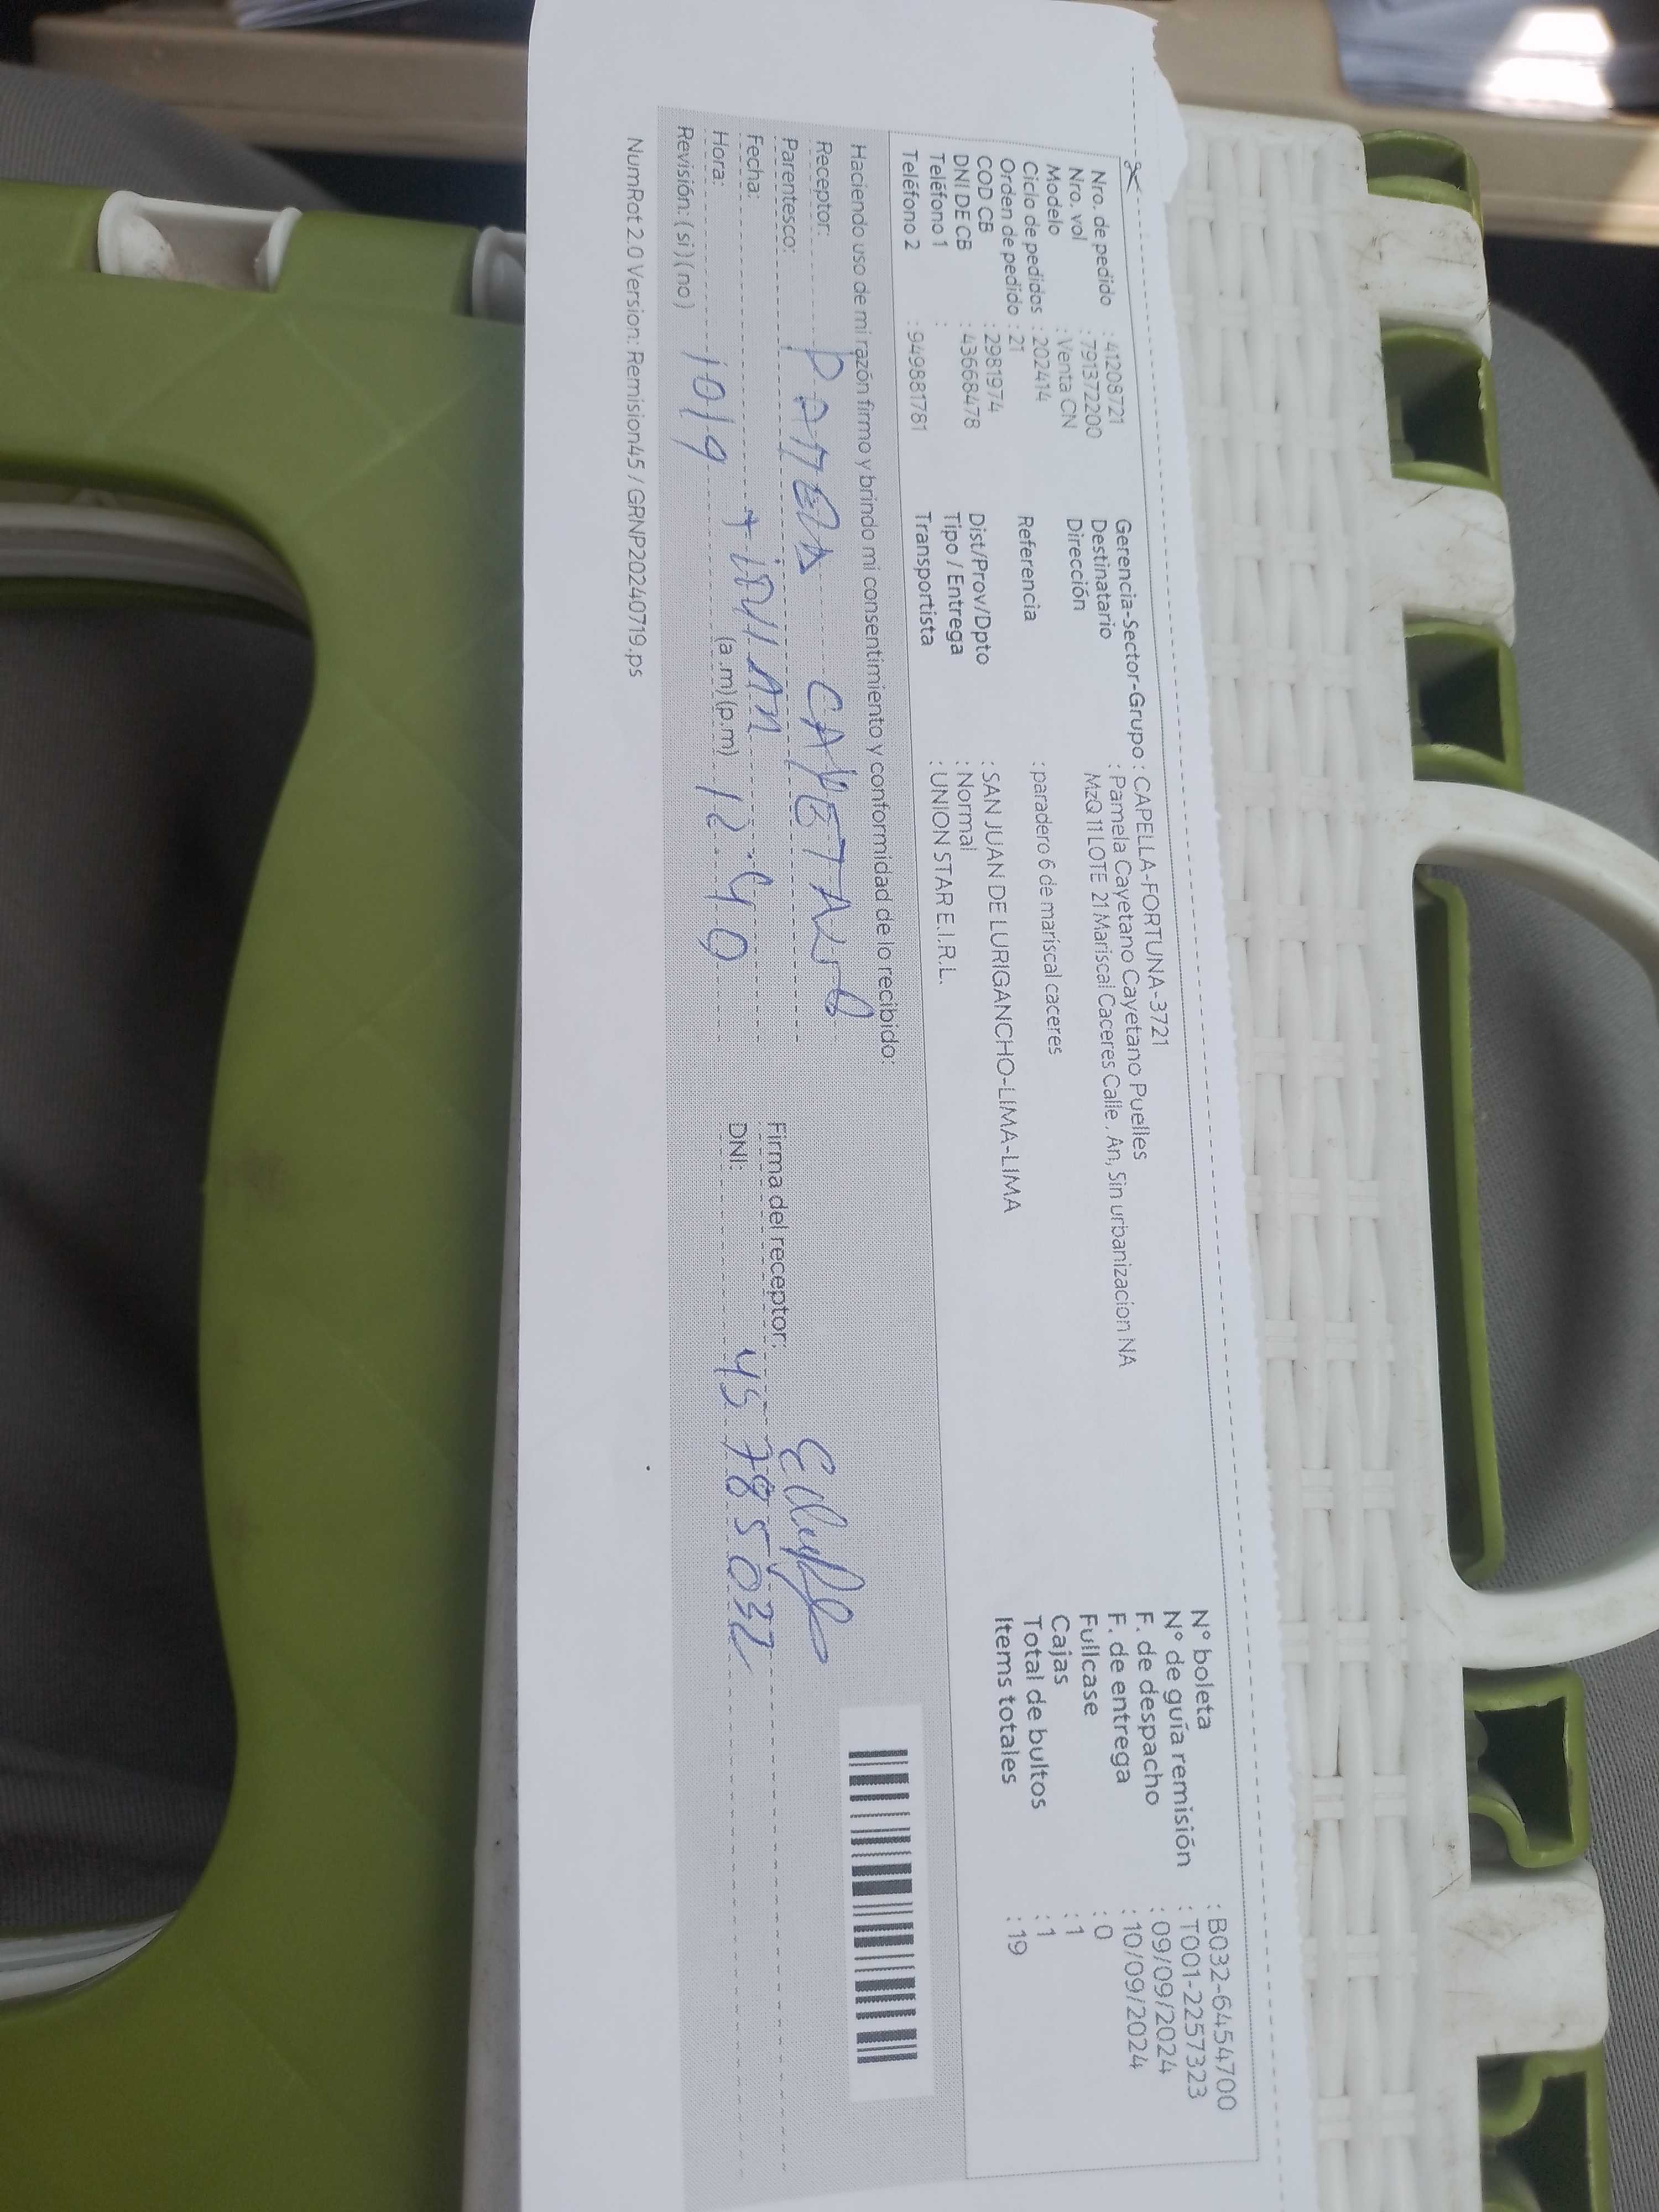 Nro. de pedido : 41208721
Nro. vol : 791372200
Modelo : Venta CN
Ciclo de pedidos : 202414
Orden de pedido : 21
COD CB : 2981974
DNI DE CB : 43668478
Teléfono 1 :
Teléfono 2 : 949881781
Gerencia-Sector-Grupo : CAPELLA-FORTUNA-3721
Destinatario : Pamela Cayetano Cayetano Puelles
Dirección MzQ 11 LOTE 21 Mariscal Caceres Calle , An, Sin urbanizacion NA
Referencia : paradero 6 de mariscal caceres
Dist/Prov/Dpto : SAN JUAN DE LURIGANCHO-LIMA-LIMA
Tipo / Entrega : Normal
Transportista : UNION STAR E.I.R.L.
N° boleta : B032-6454700
N° de guía remisión : T001-2257323
F. de despacho : 09/09/2024
F. de entrega : 10/09/2024
Fullcase : 0
Cajas : 1
Total de bultos : 1
Items totales : 19
Haciendo uso de mi razón firmo y brindo mi consentimiento y conformidad de lo recibido:
Receptor: PAMELA CAYETANO
Parentesco:
Fecha:
Hora: (a.m)(p.m) 12 40
Revisión: (si) (no) 10/9
Firma del receptor:
DNI: 45785032
NumRot 2.0 Version: Remision45 / GRNP20240719.ps